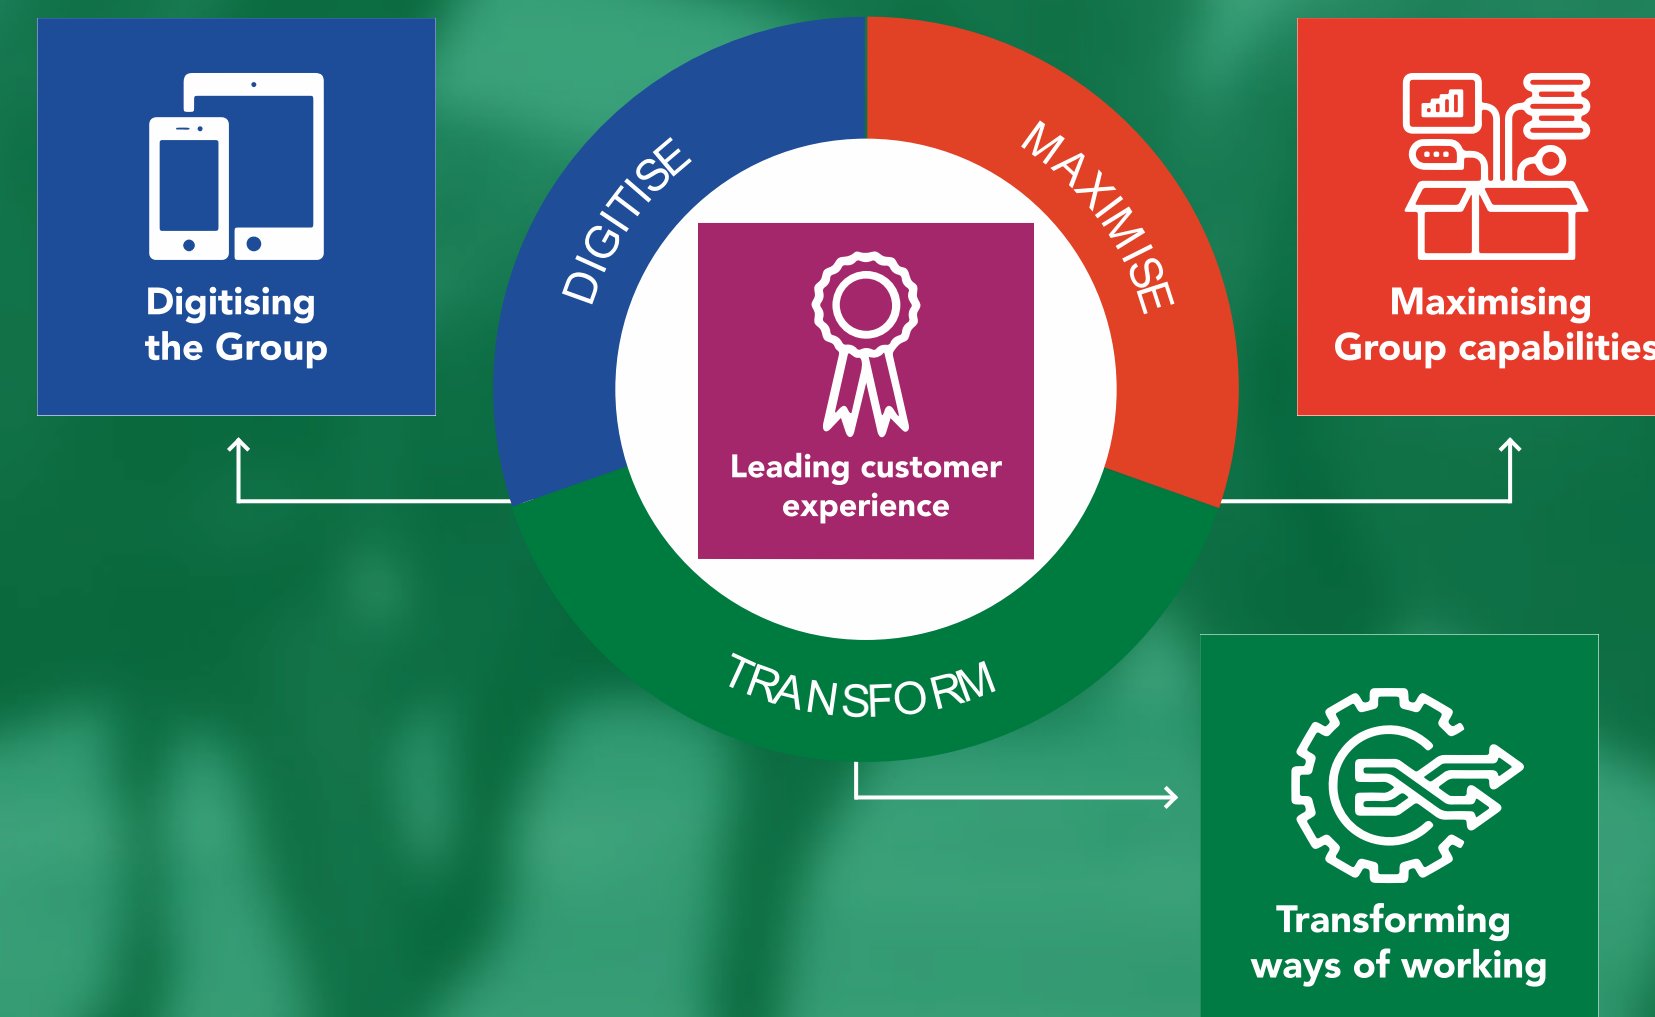 Digitising
the Group
DIGITISE
MAXIMISE
TRANSFORM
Leading customer
experience
Maximising
Group capabilities
Transforming
ways of working